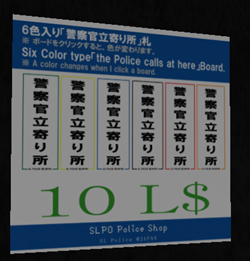 6色入り「警察官立寄り所」札
※ ボードをクリックすると、色が変わります。
Six Color type「the Police calls at here」Board.
※ A color changes when I click a board.
警察官立寄り所
警察官立寄り所
警察官立寄り所
警察官立寄り所
警察官立寄り所
警察官立寄り所
10 L$
SLPO Police Shop